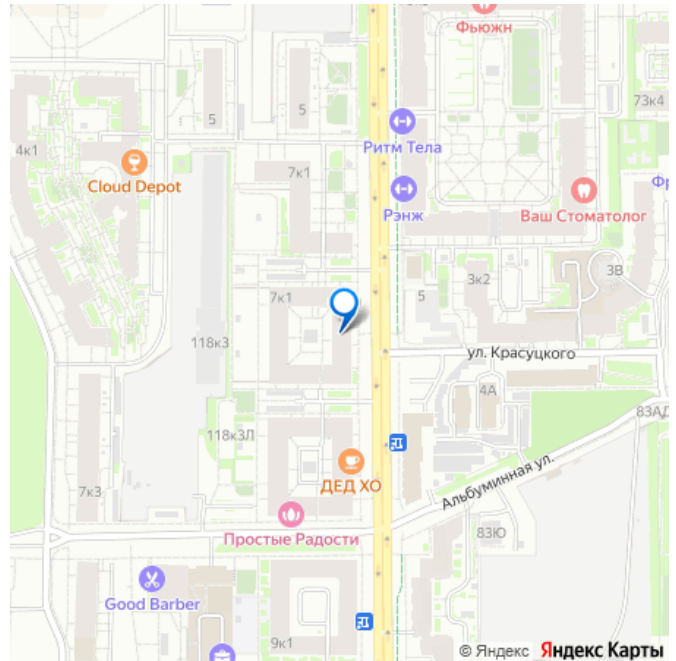 Фьюжн
5
5
73к4
4к1
Ритм Тела
7к1
Cloud Depot
Рэнж
Ваш Стоматолог
3В
3к2
7к1
5
118к3
ул. Красуцкого
4А
83АД
118к3Л
Альбуминная ул.
ДЕД ХО
7к3
83Ю
Простые Радости
Good Barber
9к1
© Яндекс Яндекс Карты